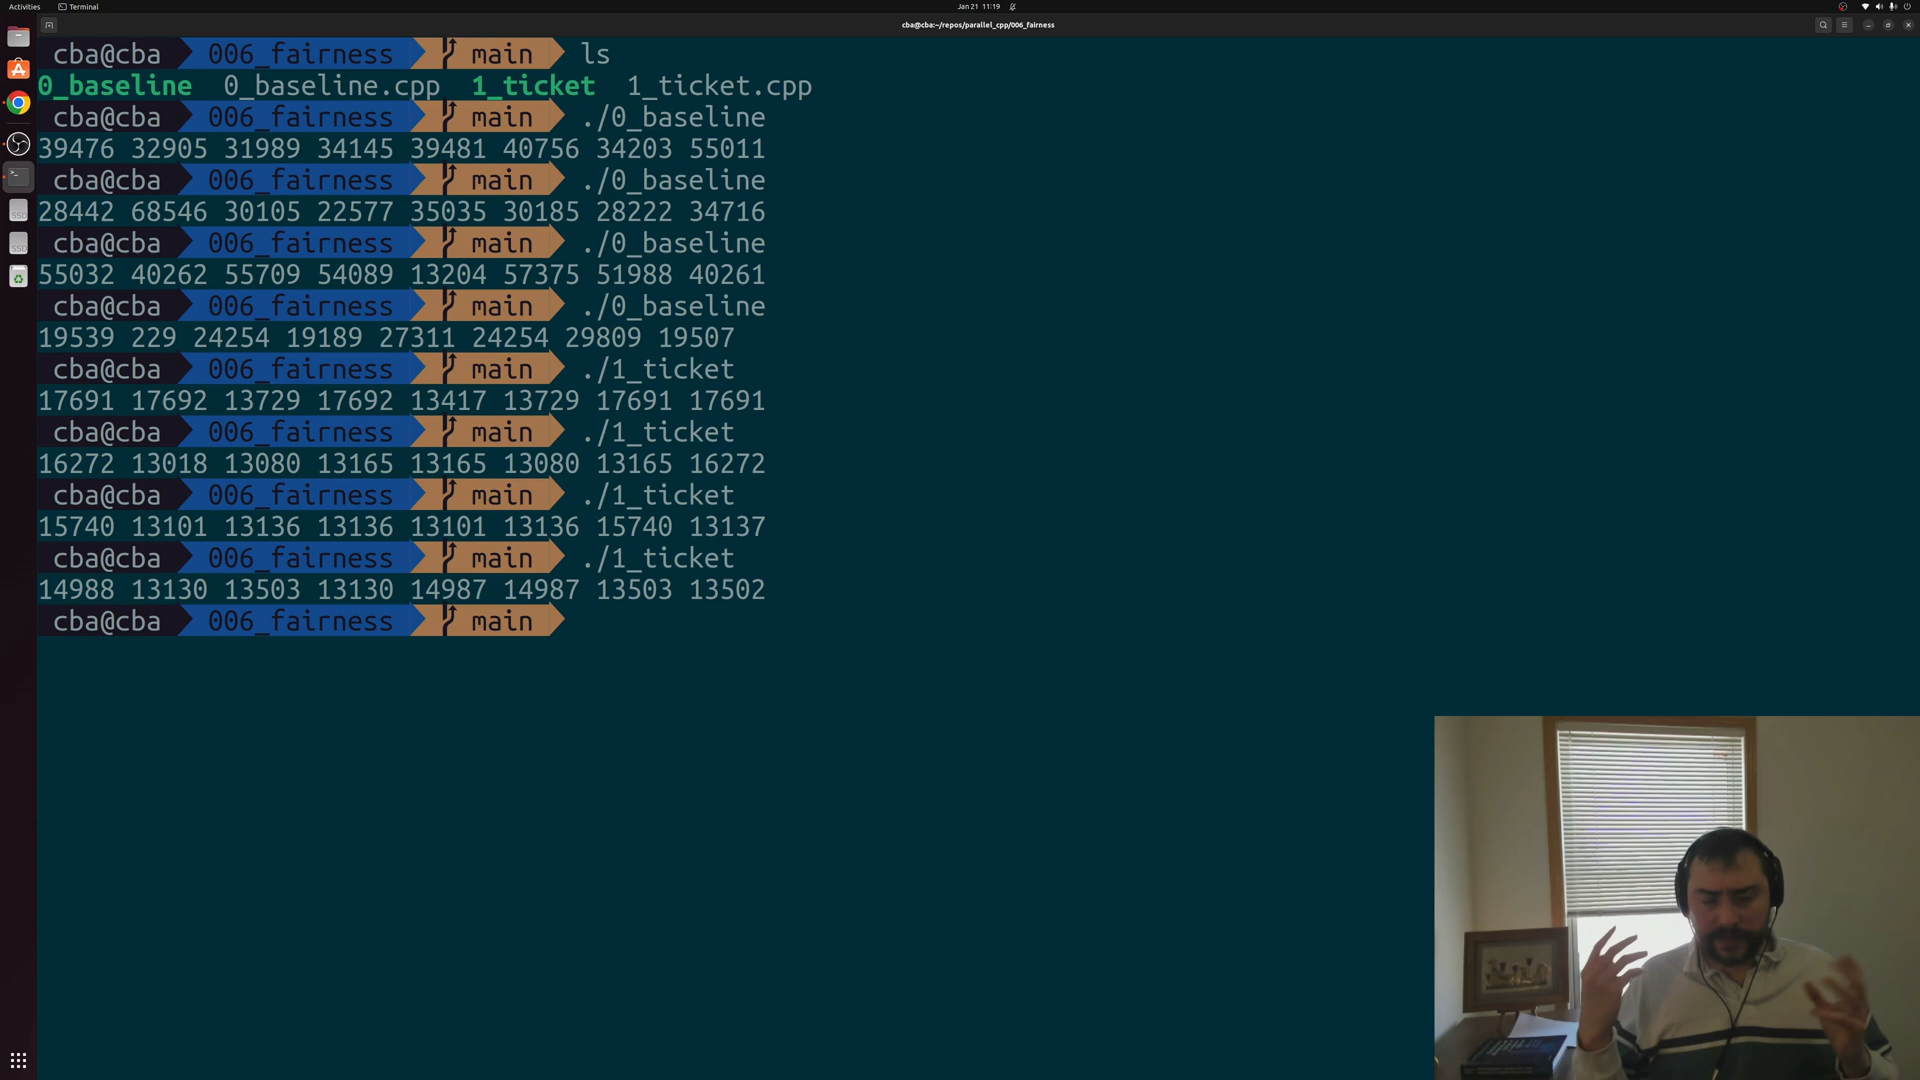 Activities Terminal Jan 21 11:19
cba@cba:~/repos/parallel_cpp/006_fairness
cba@cba 006_fairness main ls
0_baseline 0_baseline.cpp 1_ticket 1_ticket.cpp
cba@cba 006_fairness main ./0_baseline
39476 32905 31989 34145 39481 40756 34203 55011
cba@cba 006_fairness main ./0_baseline
28442 68546 30105 22577 35035 30185 28222 34716
cba@cba 006_fairness main ./0_baseline
55032 40262 55709 54089 13204 57375 51988 40261
cba@cba 006_fairness main ./0_baseline
19539 229 24254 19189 27311 24254 29809 19507
cba@cba 006_fairness main ./1_ticket
17691 17692 13729 17692 13417 13729 17691 17691
cba@cba 006_fairness main ./1_ticket
16272 13018 13080 13165 13165 13080 13165 16272
cba@cba 006_fairness main ./1_ticket
15740 13101 13136 13136 13101 13136 15740 13137
cba@cba 006_fairness main ./1_ticket
14988 13130 13503 13130 14987 14987 13503 13502
cba@cba 006_fairness main